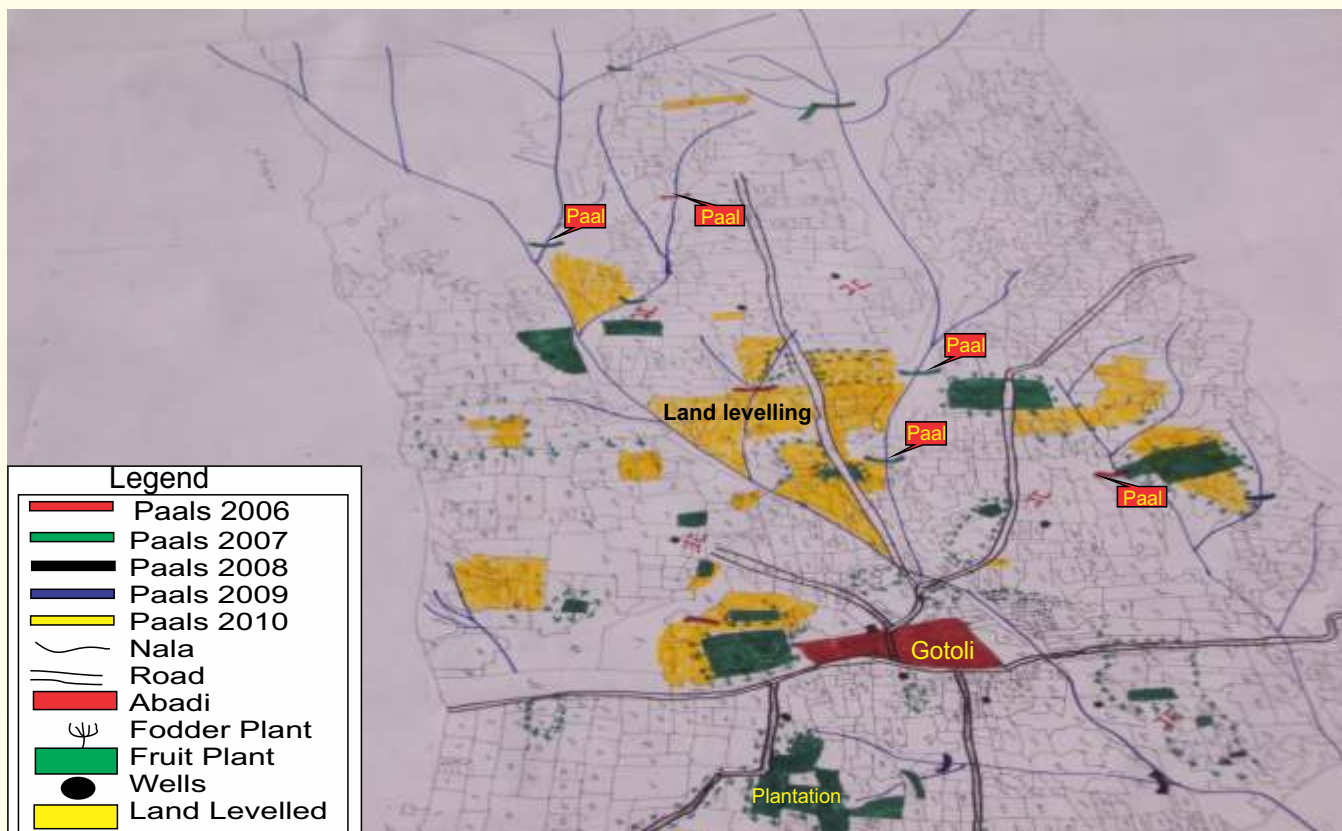 Paal
Paal
Paal
Land levelling
Paal
Paal
Legend
Paals 2006
Paals 2007
Paals 2008
Paals 2009
Paals 2010
Nala
Road
Abadi
Fodder Plant
Fruit Plant
Wells
Land Levelled
Gotoli
Plantation